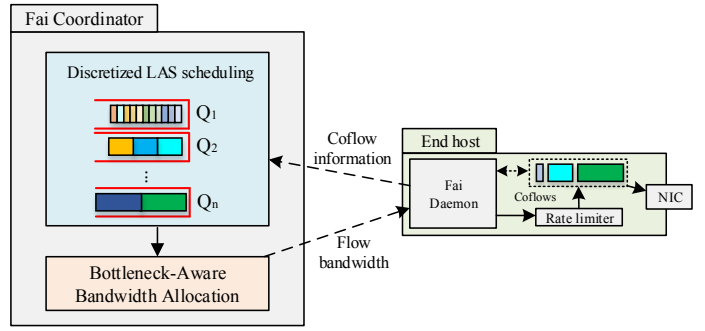 Fai Coordinator
Discretized LAS scheduling
Q1
Q2
⋮
Qn
Bottleneck-Aware
Bandwidth Allocation
Coflow
information
Flow
bandwidth
End host
Fai
Daemon
Coflows
Rate limiter
NIC